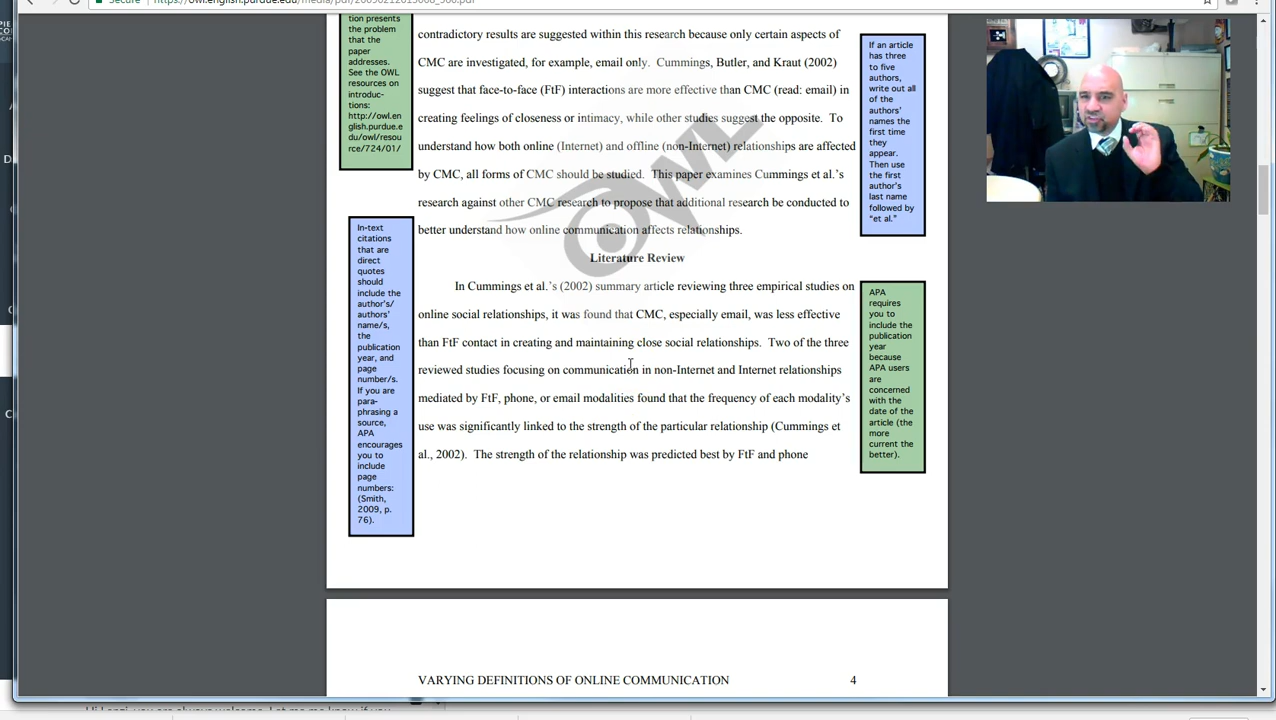 Secure
https://owl.english.purdue.edu/media/pdf/20090212013008_560.pdf
tion presents
the problem
that the
paper
addresses.
See the OWL
resources on
introduc-
tions:
http://owl.en
glish.purdue.e
du/owl/resou
rce/724/01/
contradictory results are suggested within this research because only certain aspects of
CMC are investigated, for example, email only.  Cummings, Butler, and Kraut (2002)
suggest that face-to-face (FtF) interactions are more effective than CMC (read: email) in
creating feelings of closeness or intimacy, while other studies suggest the opposite.  To
understand how both online (Internet) and offline (non-Internet) relationships are affected
by CMC, all forms of CMC should be studied.  This paper examines Cummings et al.'s
research against other CMC research to propose that additional research be conducted to
better understand how online communication affects relationships.
If an article
has three
to five
authors,
write out all
of the
authors'
names the
first time
they
appear.
Then use
the first
author's
last name
followed by
"et al."
OWL
Literature Review
In-text
citations
that are
direct
quotes
should
include the
author's/
authors'
name/s,
the
publication
year, and
page
number/s.
If you are
para-
phrasing a
source,
APA
encourages
you to
include
page
numbers:
(Smith,
2009, p.
76).
In Cummings et al.'s (2002) summary article reviewing three empirical studies on
online social relationships, it was found that CMC, especially email, was less effective
than FtF contact in creating and maintaining close social relationships.  Two of the three
reviewed studies focusing on communication in non-Internet and Internet relationships
mediated by FtF, phone, or email modalities found that the frequency of each modality's
use was significantly linked to the strength of the particular relationship (Cummings et
al., 2002).  The strength of the relationship was predicted best by FtF and phone
APA
requires
you to
include the
publication
year
because
APA users
are
concerned
with the
date of the
article (the
more
current the
better).
VARYING DEFINITIONS OF ONLINE COMMUNICATION 4